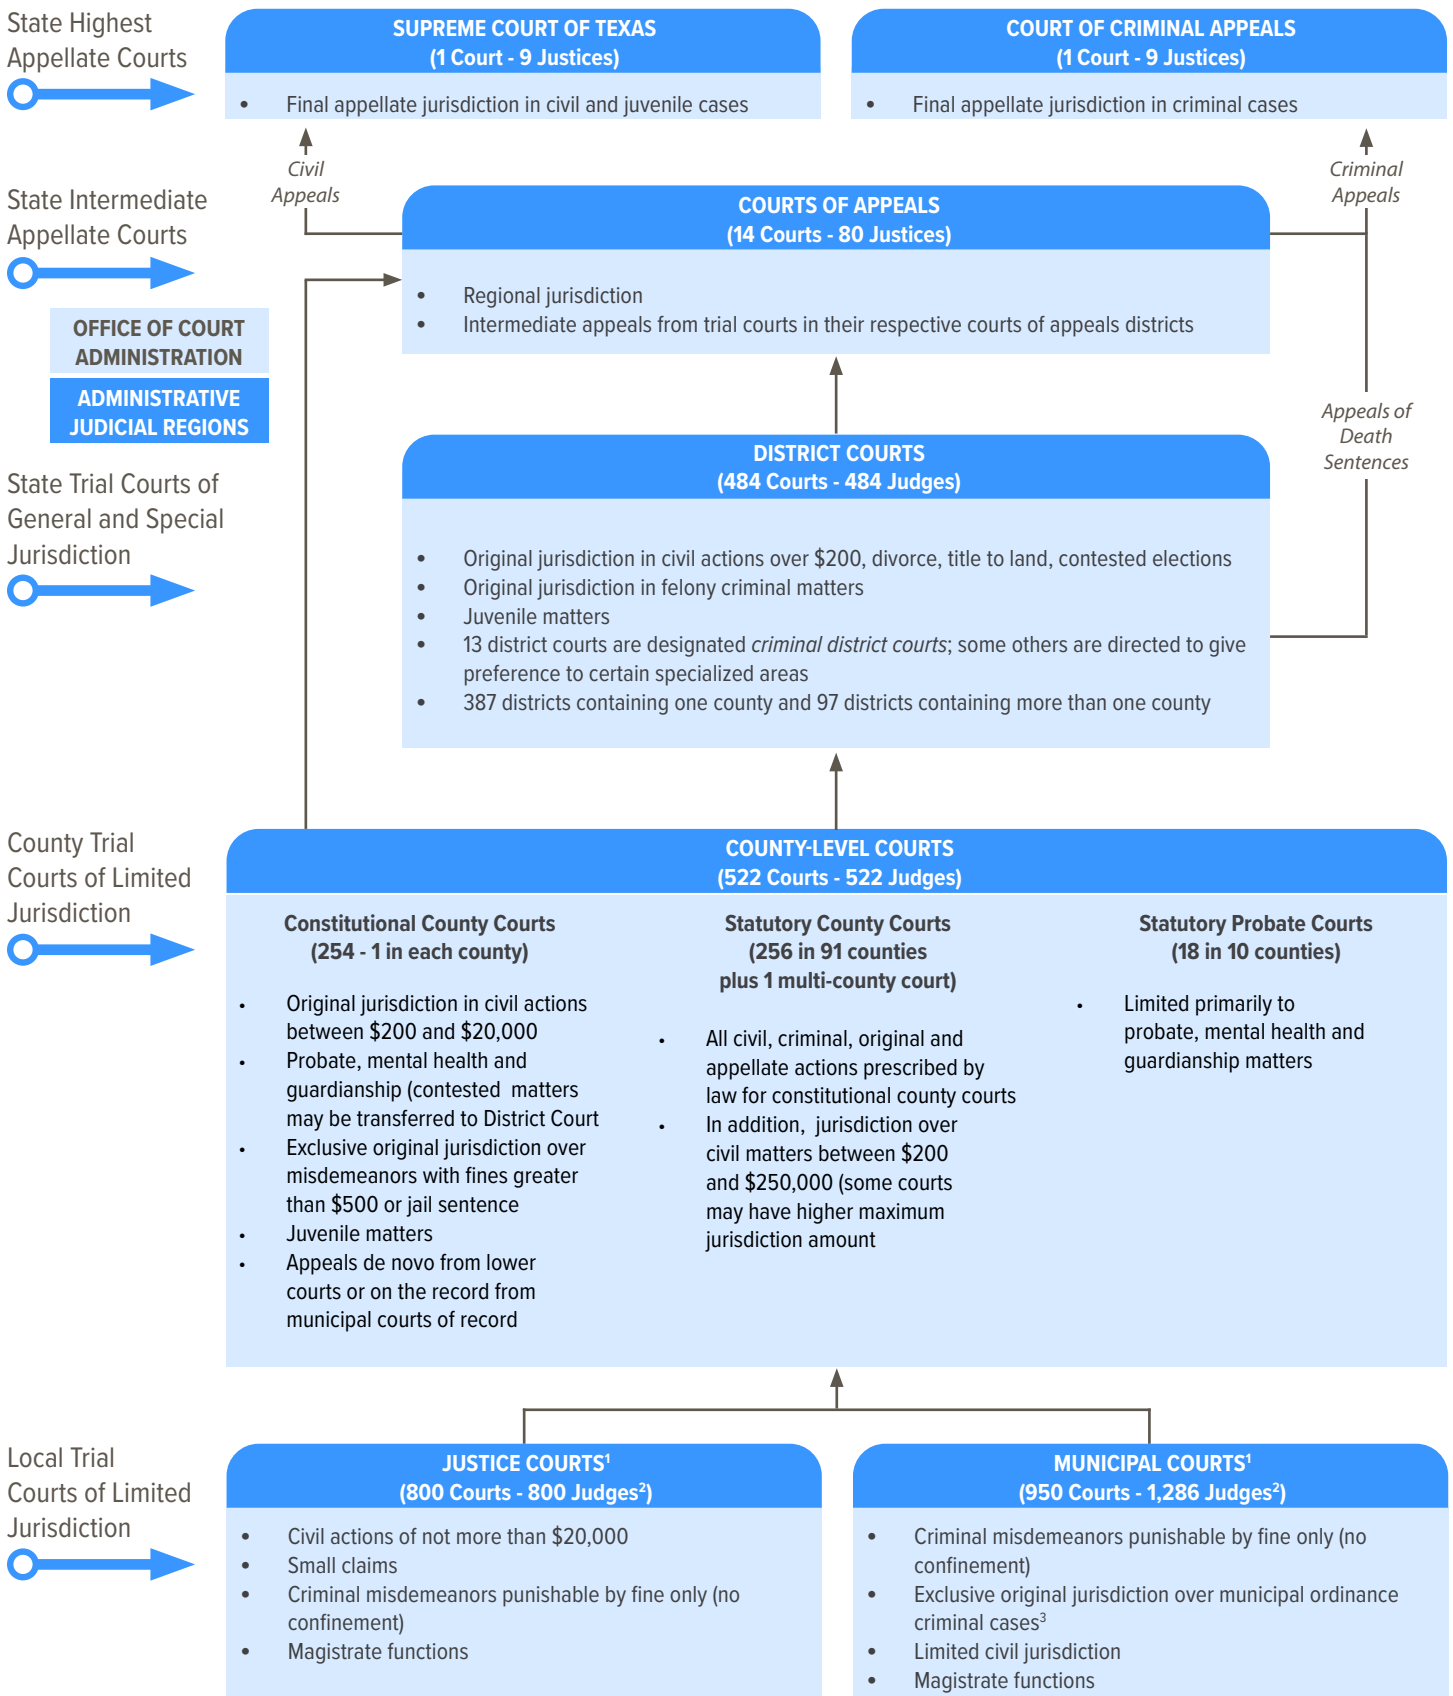 State Highest
Appellate Courts
SUPREME COURT OF TEXAS
(1 Court - 9 Justices)
• Final appellate jurisdiction in civil and juvenile cases
COURT OF CRIMINAL APPEALS
(1 Court - 9 Justices)
• Final appellate jurisdiction in criminal cases
Civil
Appeals
Criminal
Appeals
State Intermediate
Appellate Courts
COURTS OF APPEALS
(14 Courts - 80 Justices)
• Regional jurisdiction
• Intermediate appeals from trial courts in their respective courts of appeals districts
OFFICE OF COURT
ADMINISTRATION
ADMINISTRATIVE
JUDICIAL REGIONS
Appeals of
Death
Sentences
State Trial Courts of
General and Special
Jurisdiction
DISTRICT COURTS
(484 Courts - 484 Judges)
• Original jurisdiction in civil actions over $200, divorce, title to land, contested elections
• Original jurisdiction in felony criminal matters
• Juvenile matters
• 13 district courts are designated criminal district courts; some others are directed to give
preference to certain specialized areas
• 387 districts containing one county and 97 districts containing more than one county
County Trial
Courts of Limited
Jurisdiction
COUNTY-LEVEL COURTS
(522 Courts - 522 Judges)
Constitutional County Courts
(254 - 1 in each county)
• Original jurisdiction in civil actions
between $200 and $20,000
• Probate, mental health and
guardianship (contested matters
may be transferred to District Court
• Exclusive original jurisdiction over
misdemeanors with fines greater
than $500 or jail sentence
• Juvenile matters
• Appeals de novo from lower
courts or on the record from
municipal courts of record
Statutory County Courts
(256 in 91 counties
plus 1 multi-county court)
• All civil, criminal, original and
appellate actions prescribed by
law for constitutional county courts
• In addition, jurisdiction over
civil matters between $200
and $250,000 (some courts
may have higher maximum
jurisdiction amount
Statutory Probate Courts
(18 in 10 counties)
• Limited primarily to
probate, mental health and
guardianship matters
Local Trial
Courts of Limited
Jurisdiction
JUSTICE COURTS¹
(800 Courts - 800 Judges²)
• Civil actions of not more than $20,000
• Small claims
• Criminal misdemeanors punishable by fine only (no
confinement)
• Magistrate functions
MUNICIPAL COURTS¹
(950 Courts - 1,286 Judges²)
• Criminal misdemeanors punishable by fine only (no
confinement)
• Exclusive original jurisdiction over municipal ordinance
criminal cases³
• Limited civil jurisdiction
• Magistrate functions